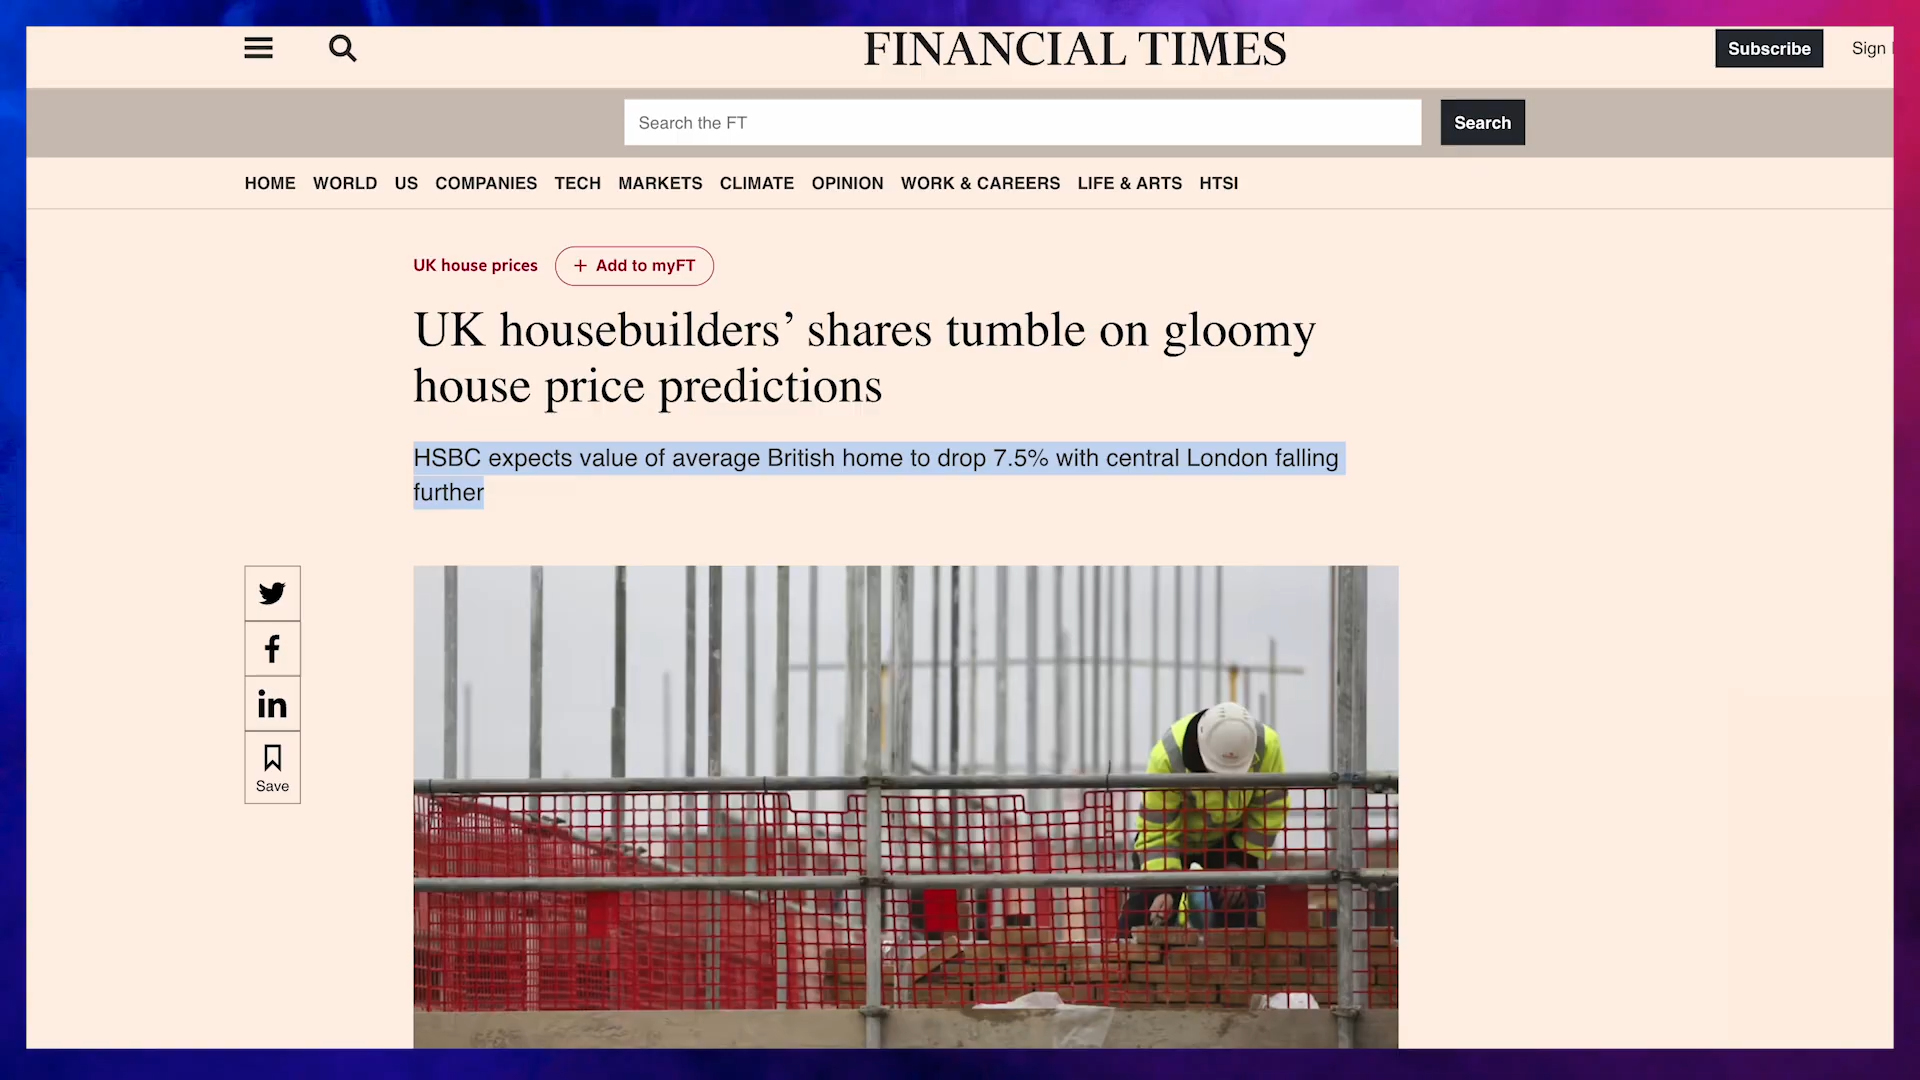 FINANCIAL TIMES
Subscribe
Sign
Search the FT
Search
HOME WORLD US COMPANIES TECH MARKETS CLIMATE OPINION WORK & CAREERS LIFE & ARTS HTSI
UK house prices
+ Add to myFT
UK housebuilders’ shares tumble on gloomy
house price predictions
HSBC expects value of average British home to drop 7.5% with central London falling
further
Save